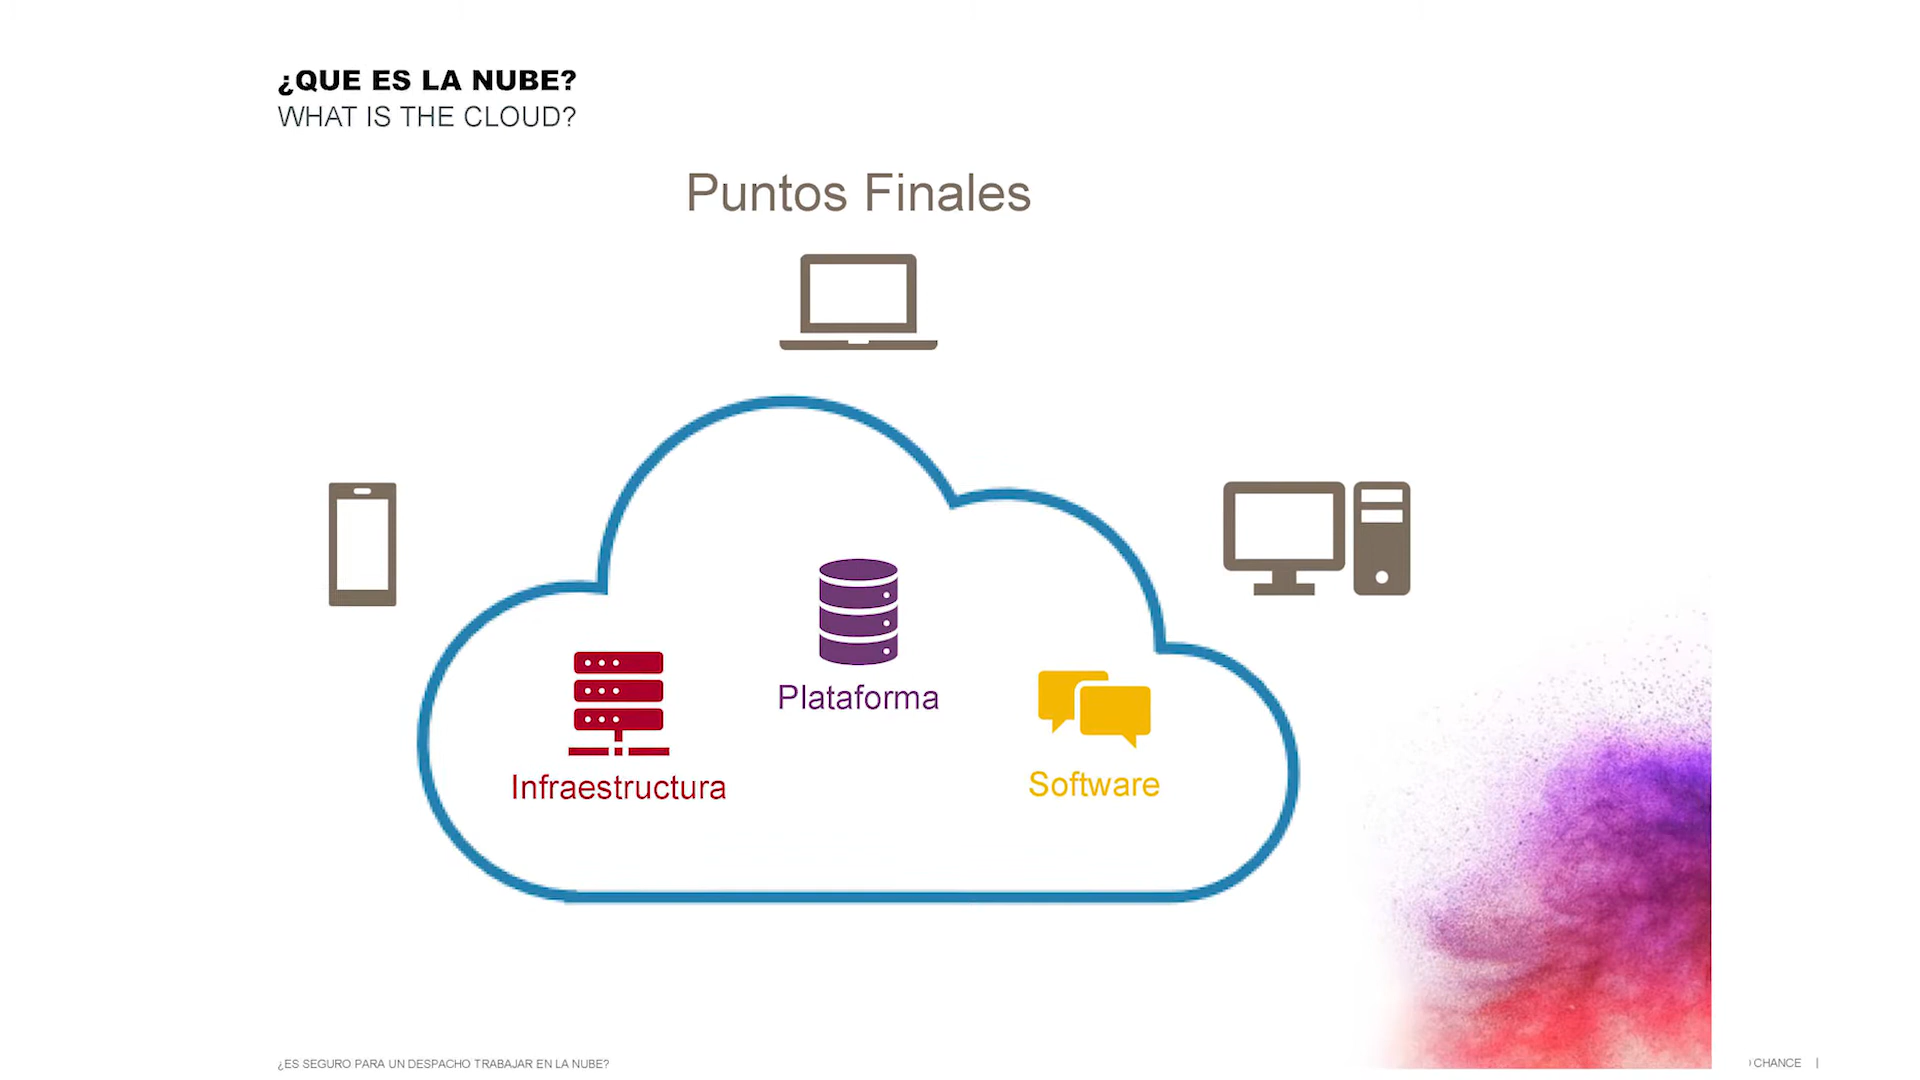 ¿QUE ES LA NUBE?
WHAT IS THE CLOUD?
Puntos Finales
Plataforma
Infraestructura
Software
¿ES SEGURO PARA UN DESPACHO TRABAJAR EN LA NUBE?
CHANCE |